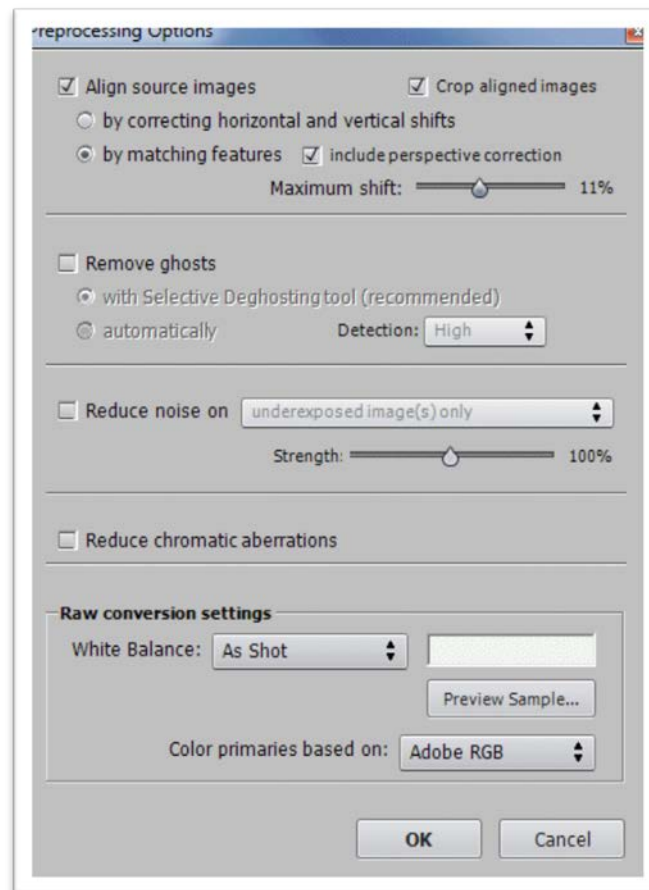 Preprocessing Options
Align source images Crop aligned images
by correcting horizontal and vertical shifts
by matching features include perspective correction
Maximum shift: 11%
Remove ghosts
with Selective Deghosting tool (recommended)
automatically Detection: High
Reduce noise on underexposed image(s) only
Strength: 100%
Reduce chromatic aberrations
Raw conversion settings
White Balance: As Shot
Preview Sample...
Color primaries based on: Adobe RGB
OK Cancel